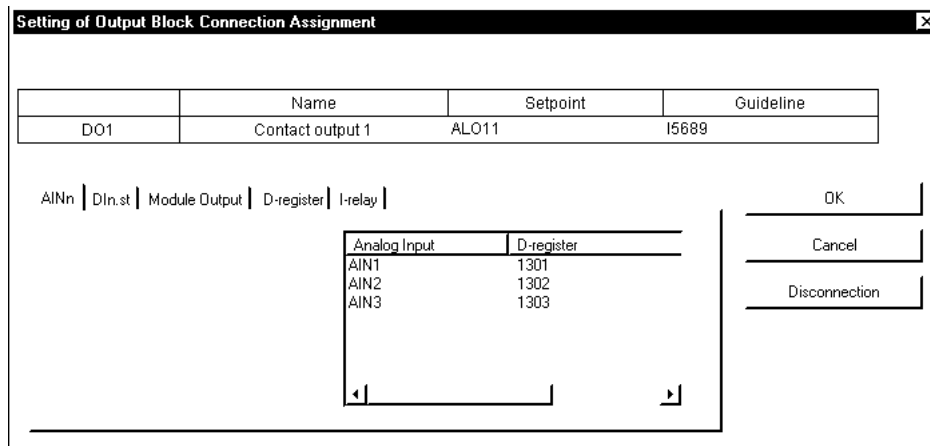 Setting of Output Block Connection Assignment
Name Setpoint Guideline
DO1 Contact output 1 ALO11 I5689
AINn DIn.st Module Output D-register I-relay
OK
Analog Input D-register
Cancel
AIN1 1301
AIN2 1302
Disconnection
AIN3 1303